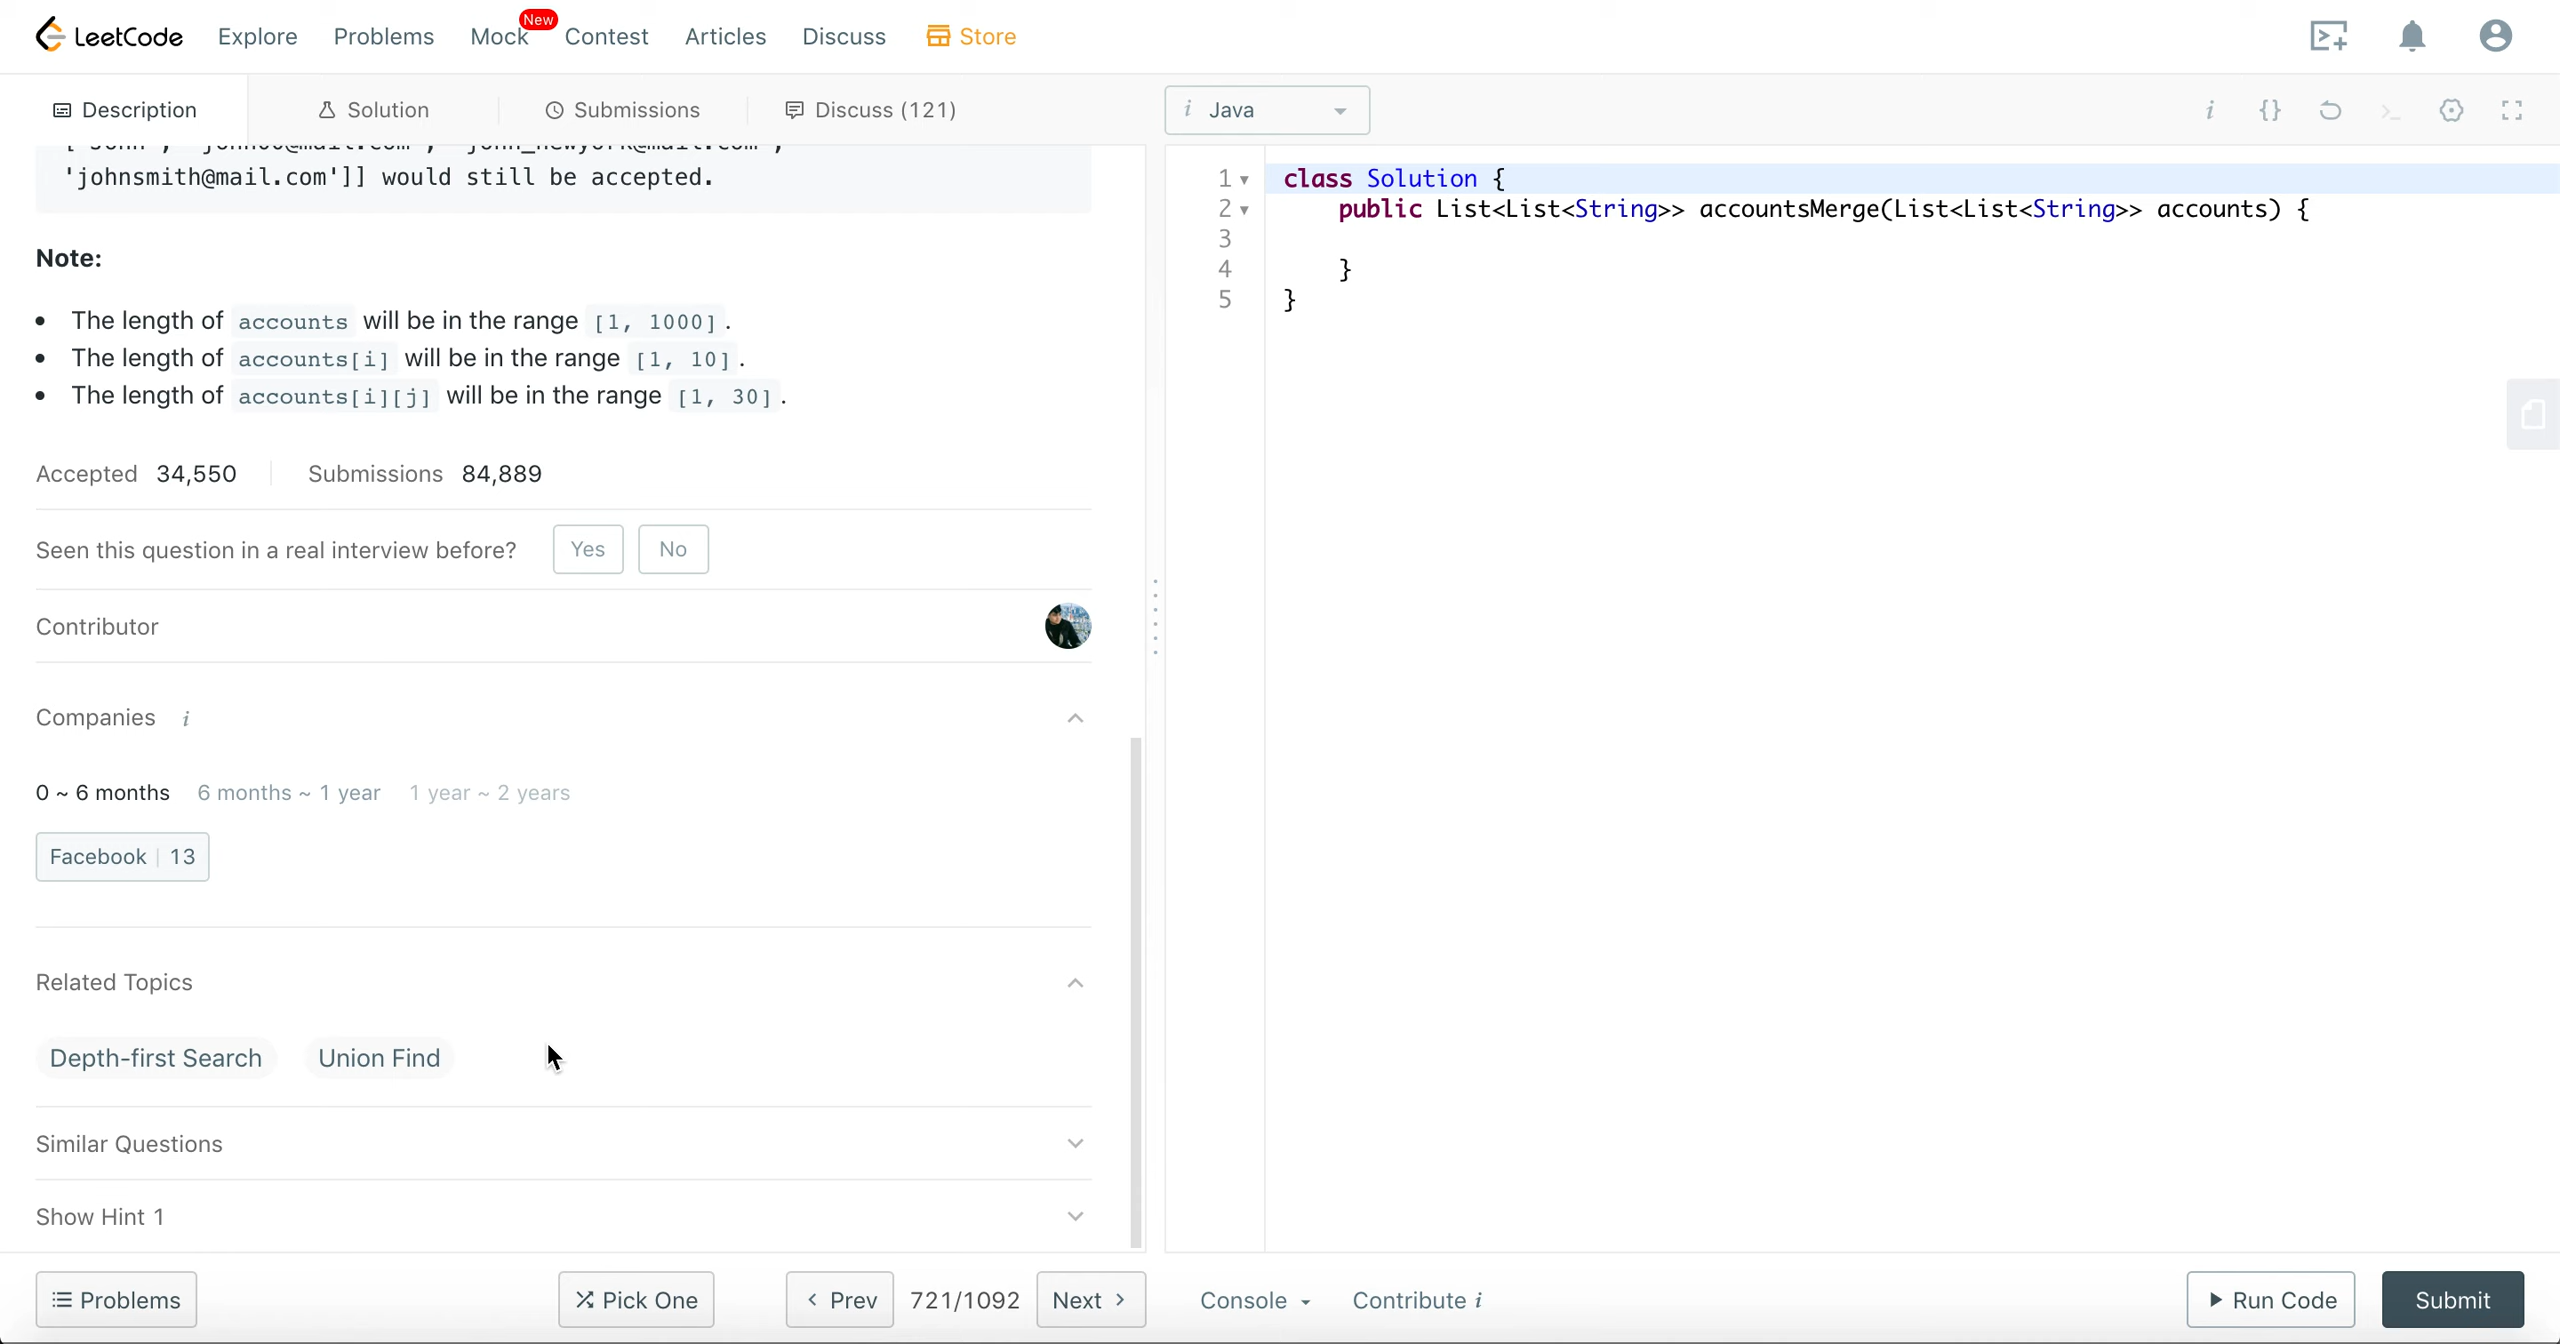 LeetCode Explore Problems Mock New Contest Articles Discuss Store
Description Solution Submissions Discuss (121) i Java i {} >_
'johnsmith@mail.com']] would still be accepted.
Note:
• The length of accounts will be in the range [1, 1000].
• The length of accounts[i] will be in the range [1, 10].
• The length of accounts[i][j] will be in the range [1, 30].
Accepted 34,550 Submissions 84,889
Seen this question in a real interview before? Yes No
Contributor
Companies i
0 ~ 6 months 6 months ~ 1 year 1 year ~ 2 years
Facebook 13
Related Topics
Depth-first Search Union Find
Similar Questions
Show Hint 1
1 class Solution {
2 public List<List<String>> accountsMerge(List<List<String>> accounts) {
3
4 }
5 }
Problems Pick One < Prev 721/1092 Next > Console Contribute i Run Code Submit